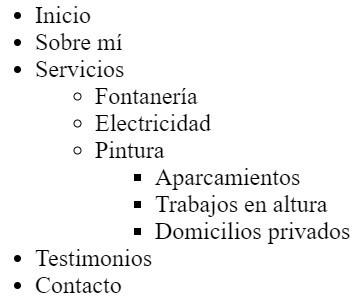 Inicio
Sobre mí
Servicios
Fontanería
Electricidad
Pintura
Aparcamientos
Trabajos en altura
Domicilios privados
Testimonios
Contacto